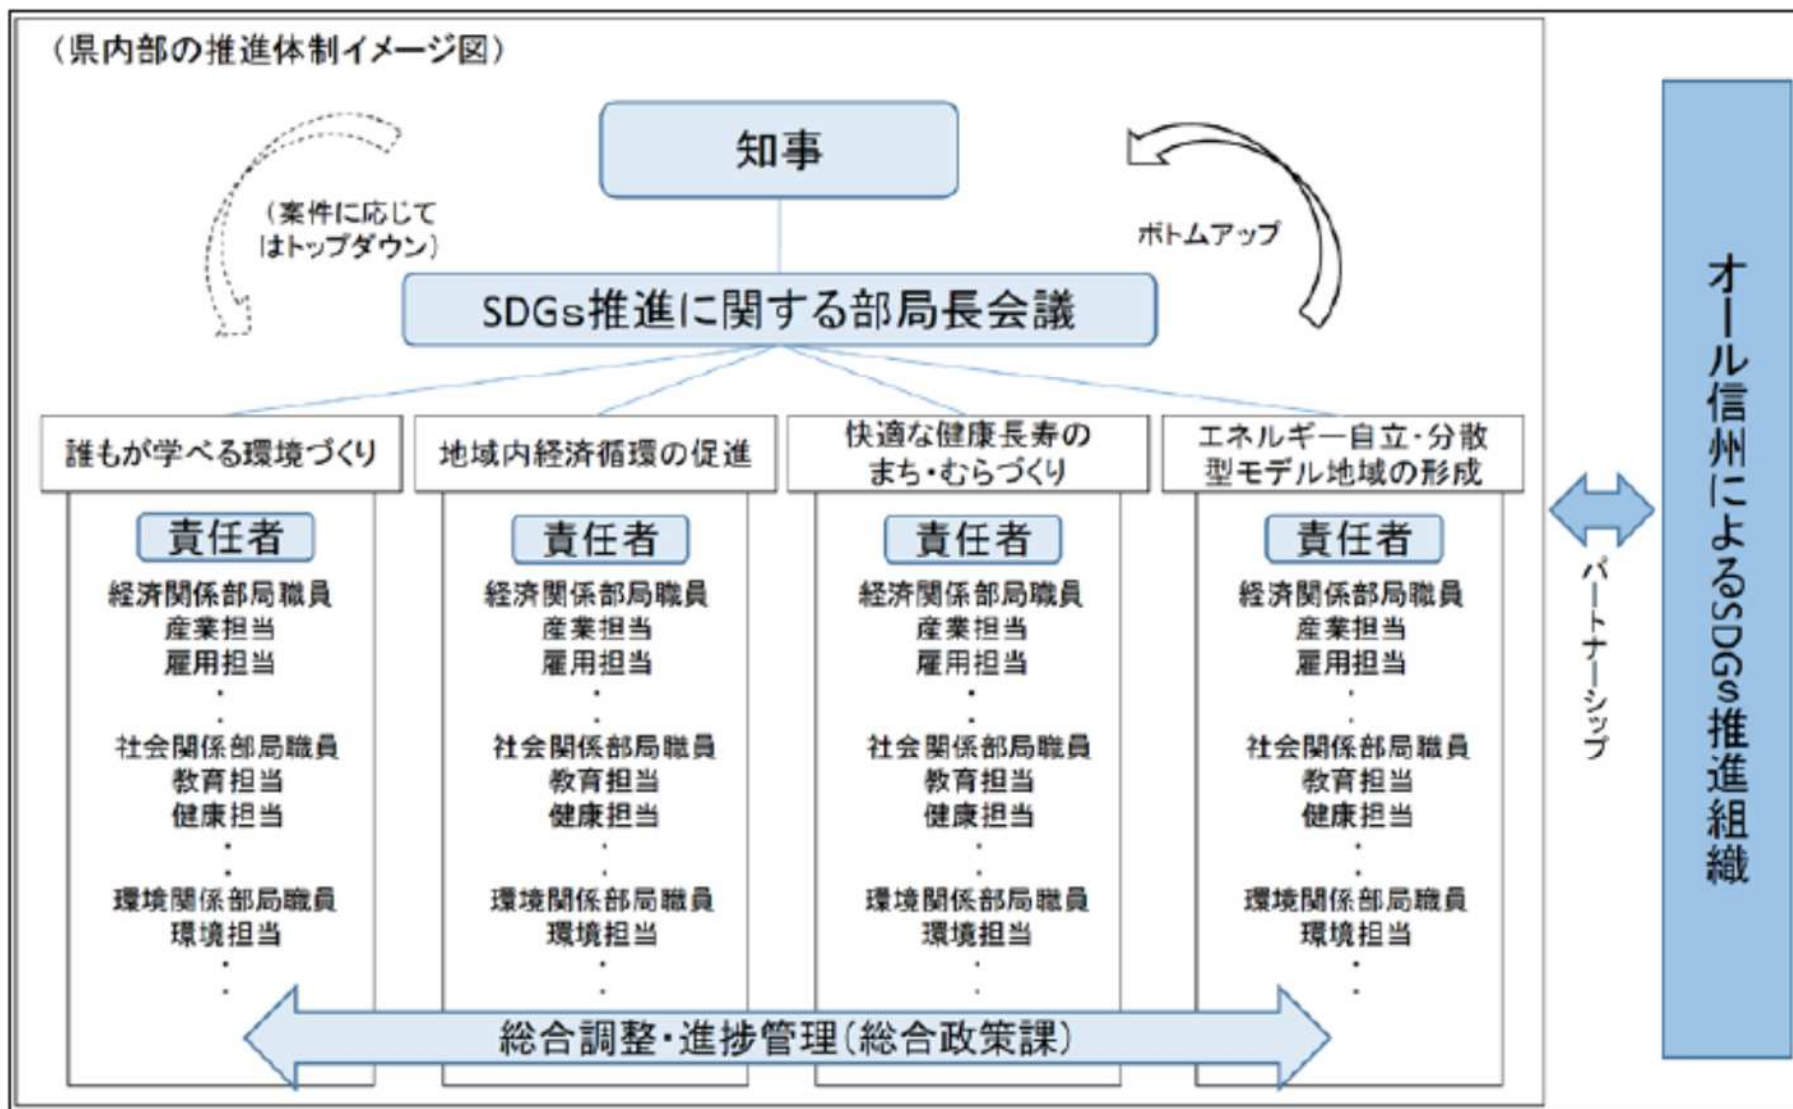 （県内部の推進体制イメージ図）
知事
（案件に応じて
はトップダウン）
ボトムアップ
SDGs推進に関する部局長会議
誰もが学べる環境づくり
責任者
経済関係部局職員
産業担当
雇用担当
・
・
社会関係部局職員
教育担当
健康担当
・
・
環境関係部局職員
環境担当
・
・
地域内経済循環の促進
責任者
経済関係部局職員
産業担当
雇用担当
・
・
社会関係部局職員
教育担当
健康担当
・
・
環境関係部局職員
環境担当
・
・
快適な健康長寿の
まち・むらづくり
責任者
経済関係部局職員
産業担当
雇用担当
・
・
社会関係部局職員
教育担当
健康担当
・
・
環境関係部局職員
環境担当
・
・
エネルギー自立・分散
型モデル地域の形成
責任者
経済関係部局職員
産業担当
雇用担当
・
・
社会関係部局職員
教育担当
健康担当
・
・
環境関係部局職員
環境担当
・
・
総合調整・進捗管理（総合政策課）
パートナーシップ
オール信州によるSDGs推進組織